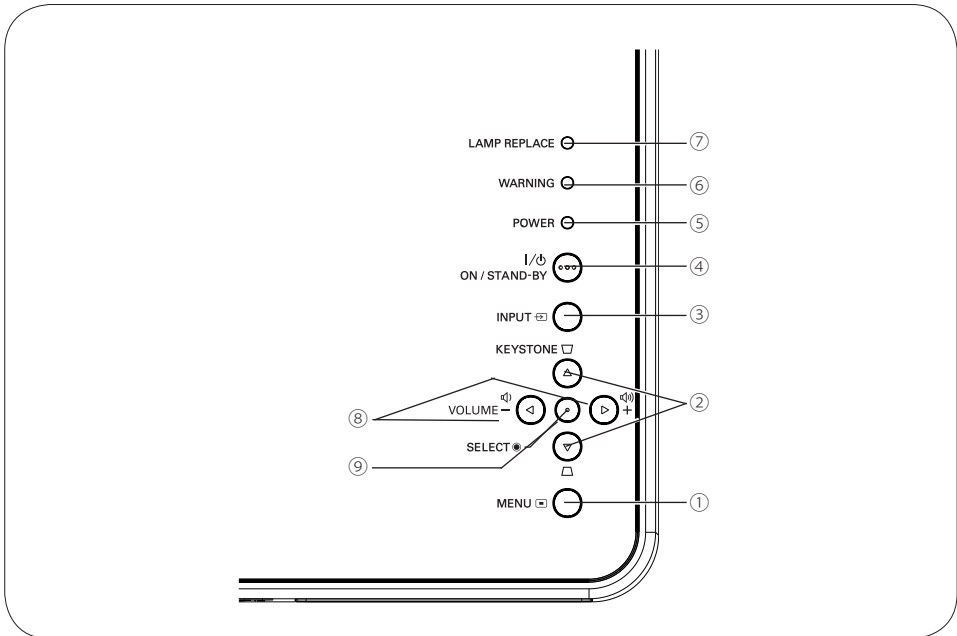 LAMP REPLACE ⑦
WARNING ⑥
POWER ⑤
I/⏻ ④
ON / STAND-BY
INPUT ③
KEYSTONE
②
⑧ VOLUME − +
SELECT
⑨
MENU ①